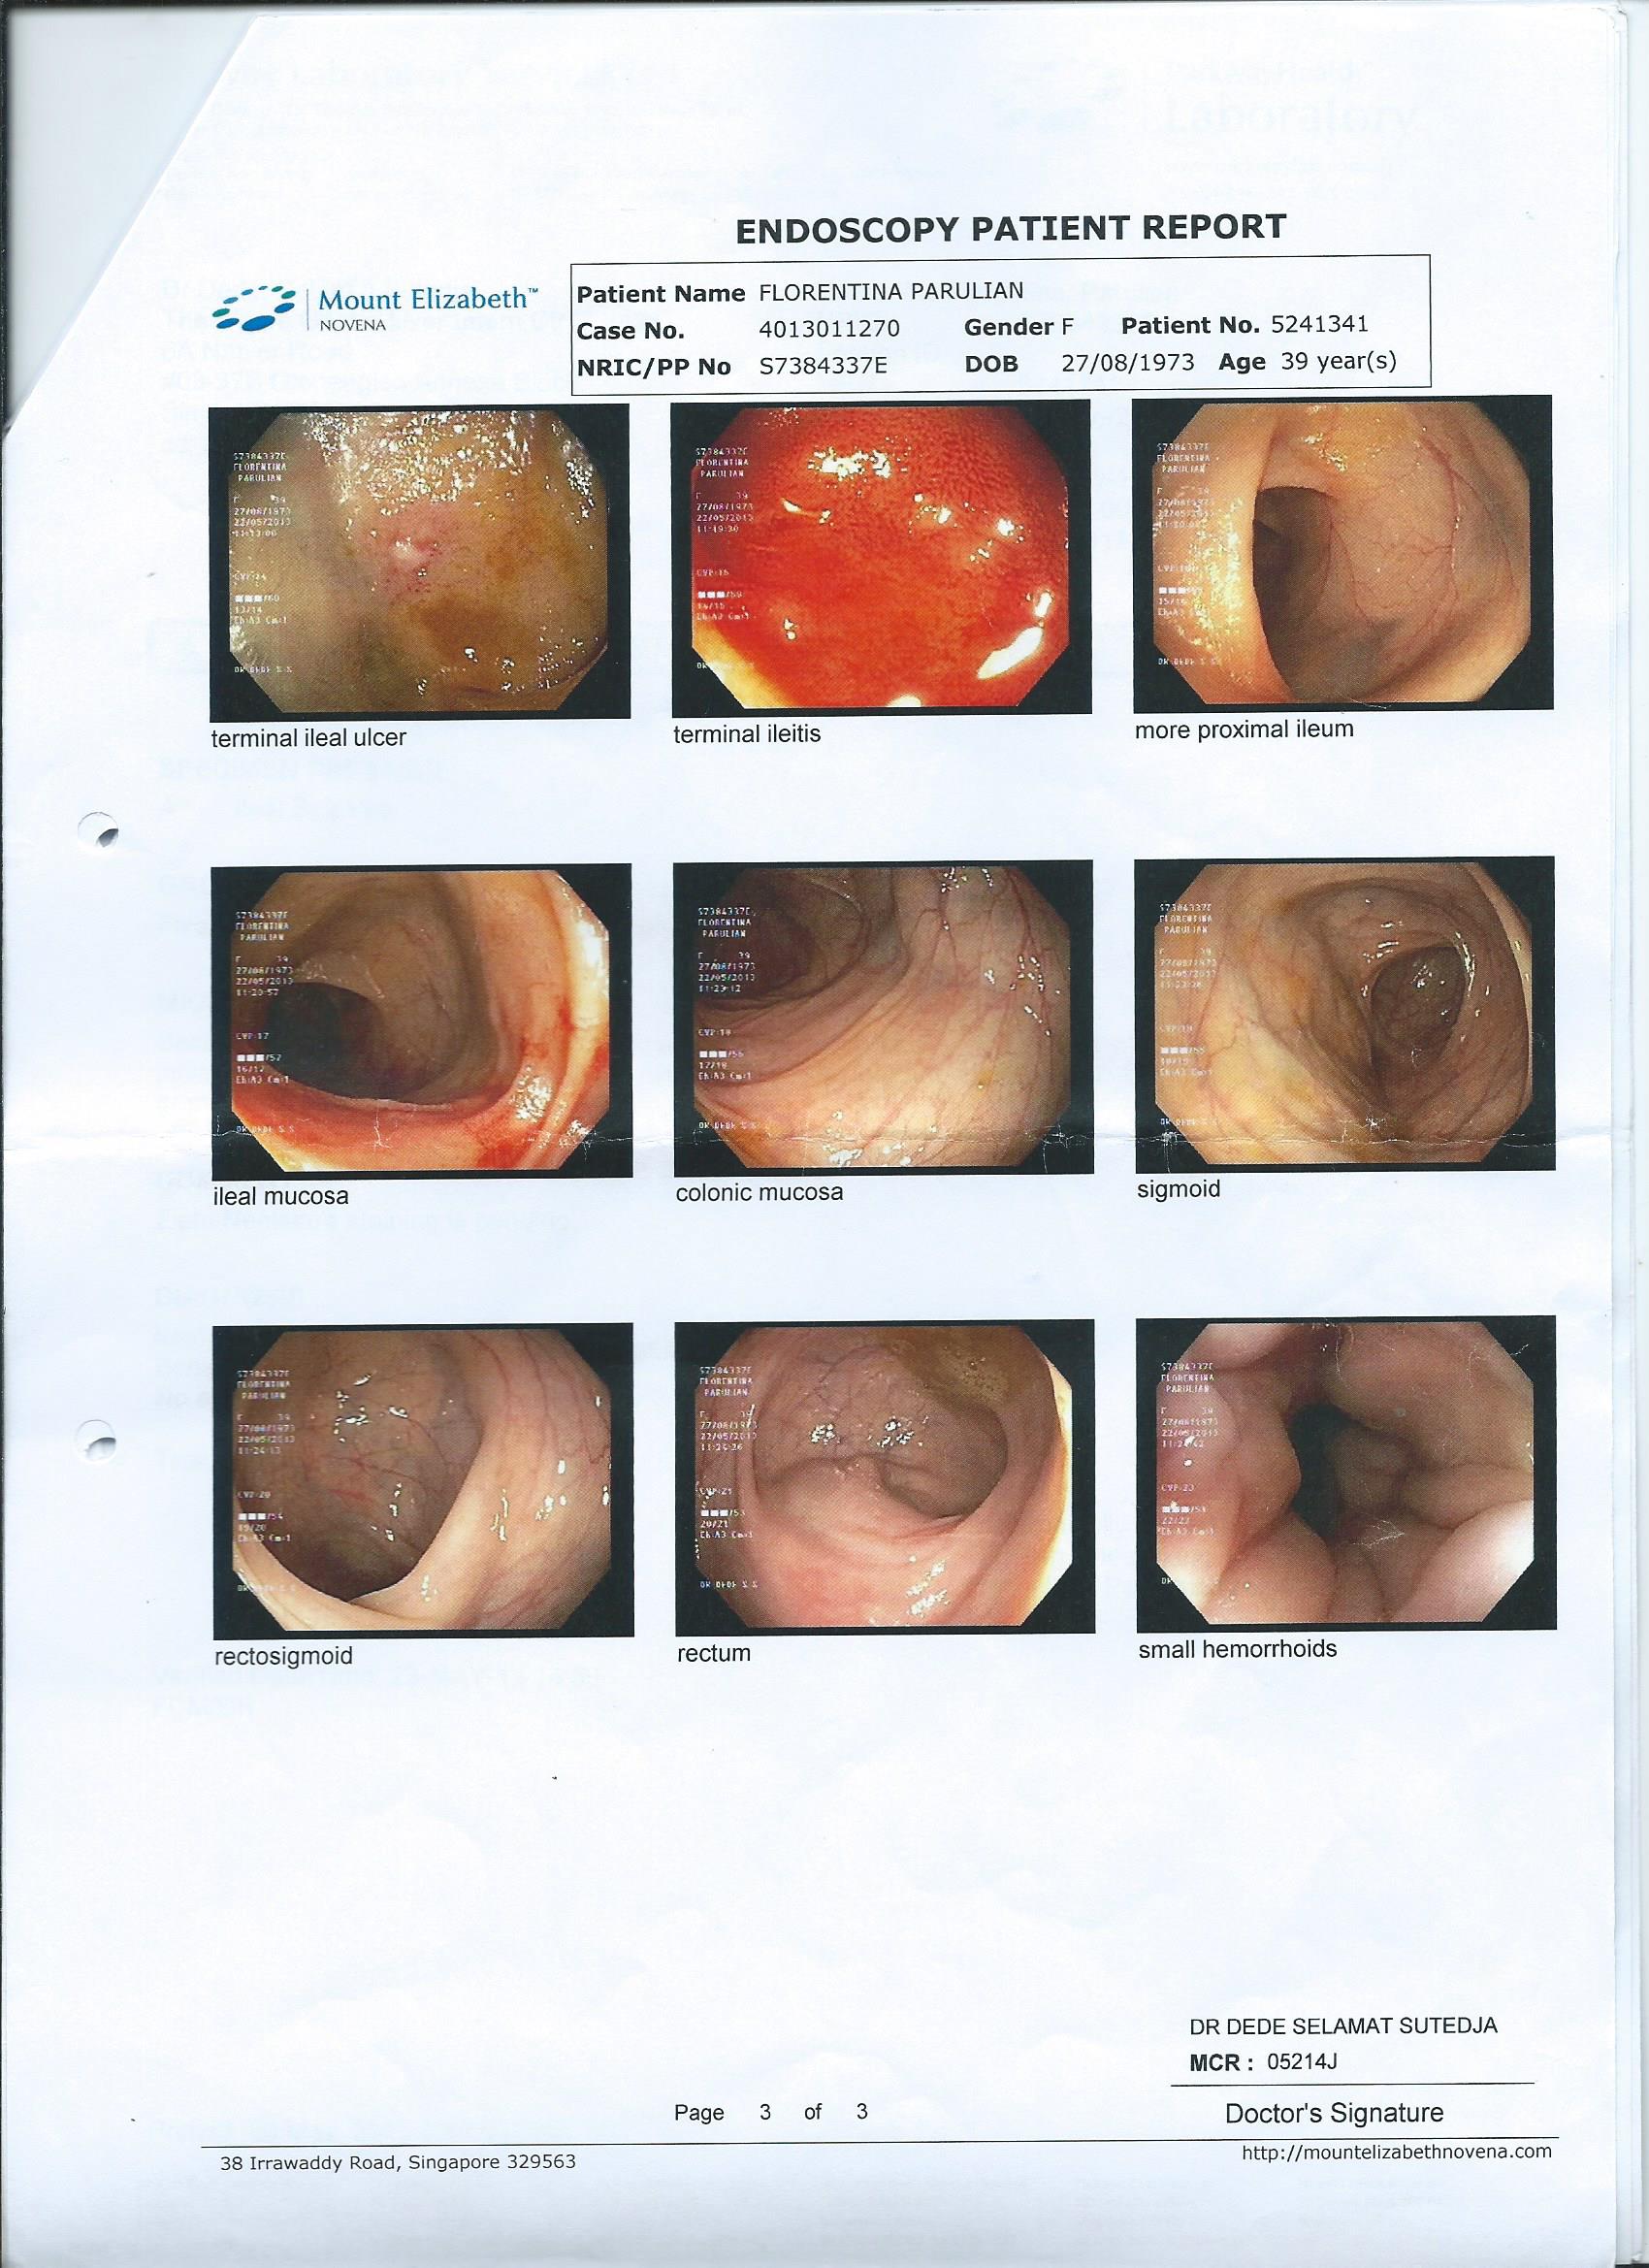 ENDOSCOPY PATIENT REPORT
Mount Elizabeth™
NOVENA
Patient Name FLORENTINA PARULIAN
Case No. 4013011270 Gender F Patient No. 5241341
NRIC/PP No S7384337E DOB 27/08/1973 Age 39 year(s)
terminal ileal ulcer
terminal ileitis
more proximal ileum
ileal mucosa
colonic mucosa
sigmoid
rectosigmoid
rectum
small hemorrhoids
DR DEDE SELAMAT SUTEDJA
MCR : 05214J
Page 3 of 3
Doctor's Signature
38 Irrawaddy Road, Singapore 329563
http://mountelizabethnovena.com